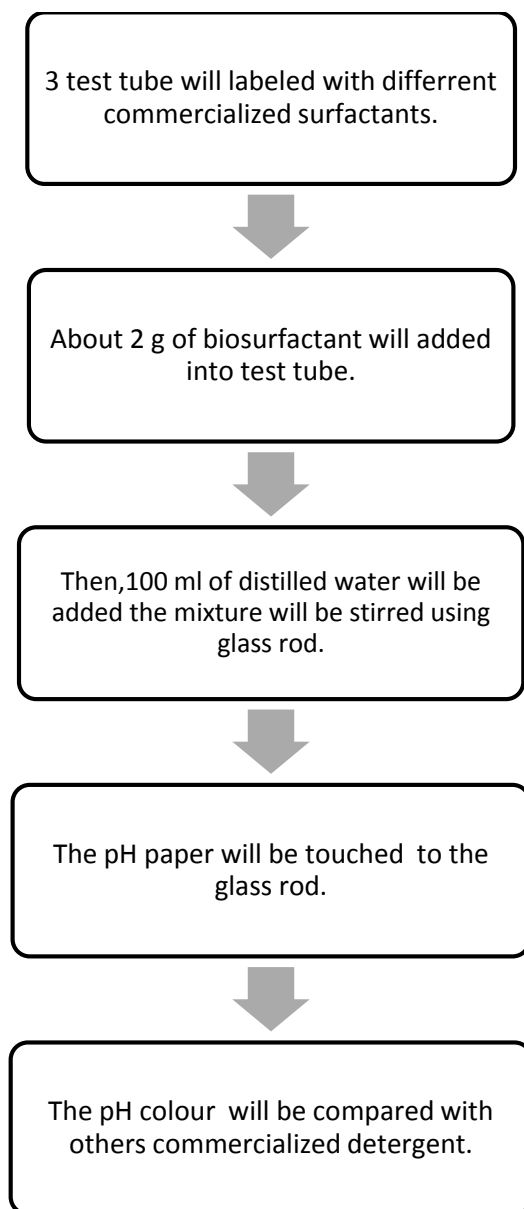 3 test tube will labeled with differrent
commercialized surfactants.
About 2 g of biosurfactant will added
into test tube.
Then,100 ml of distilled water will be
added the mixture will be stirred using
glass rod.
The pH paper will be touched  to the
glass rod.
The pH colour  will be compared with
others commercialized detergent.